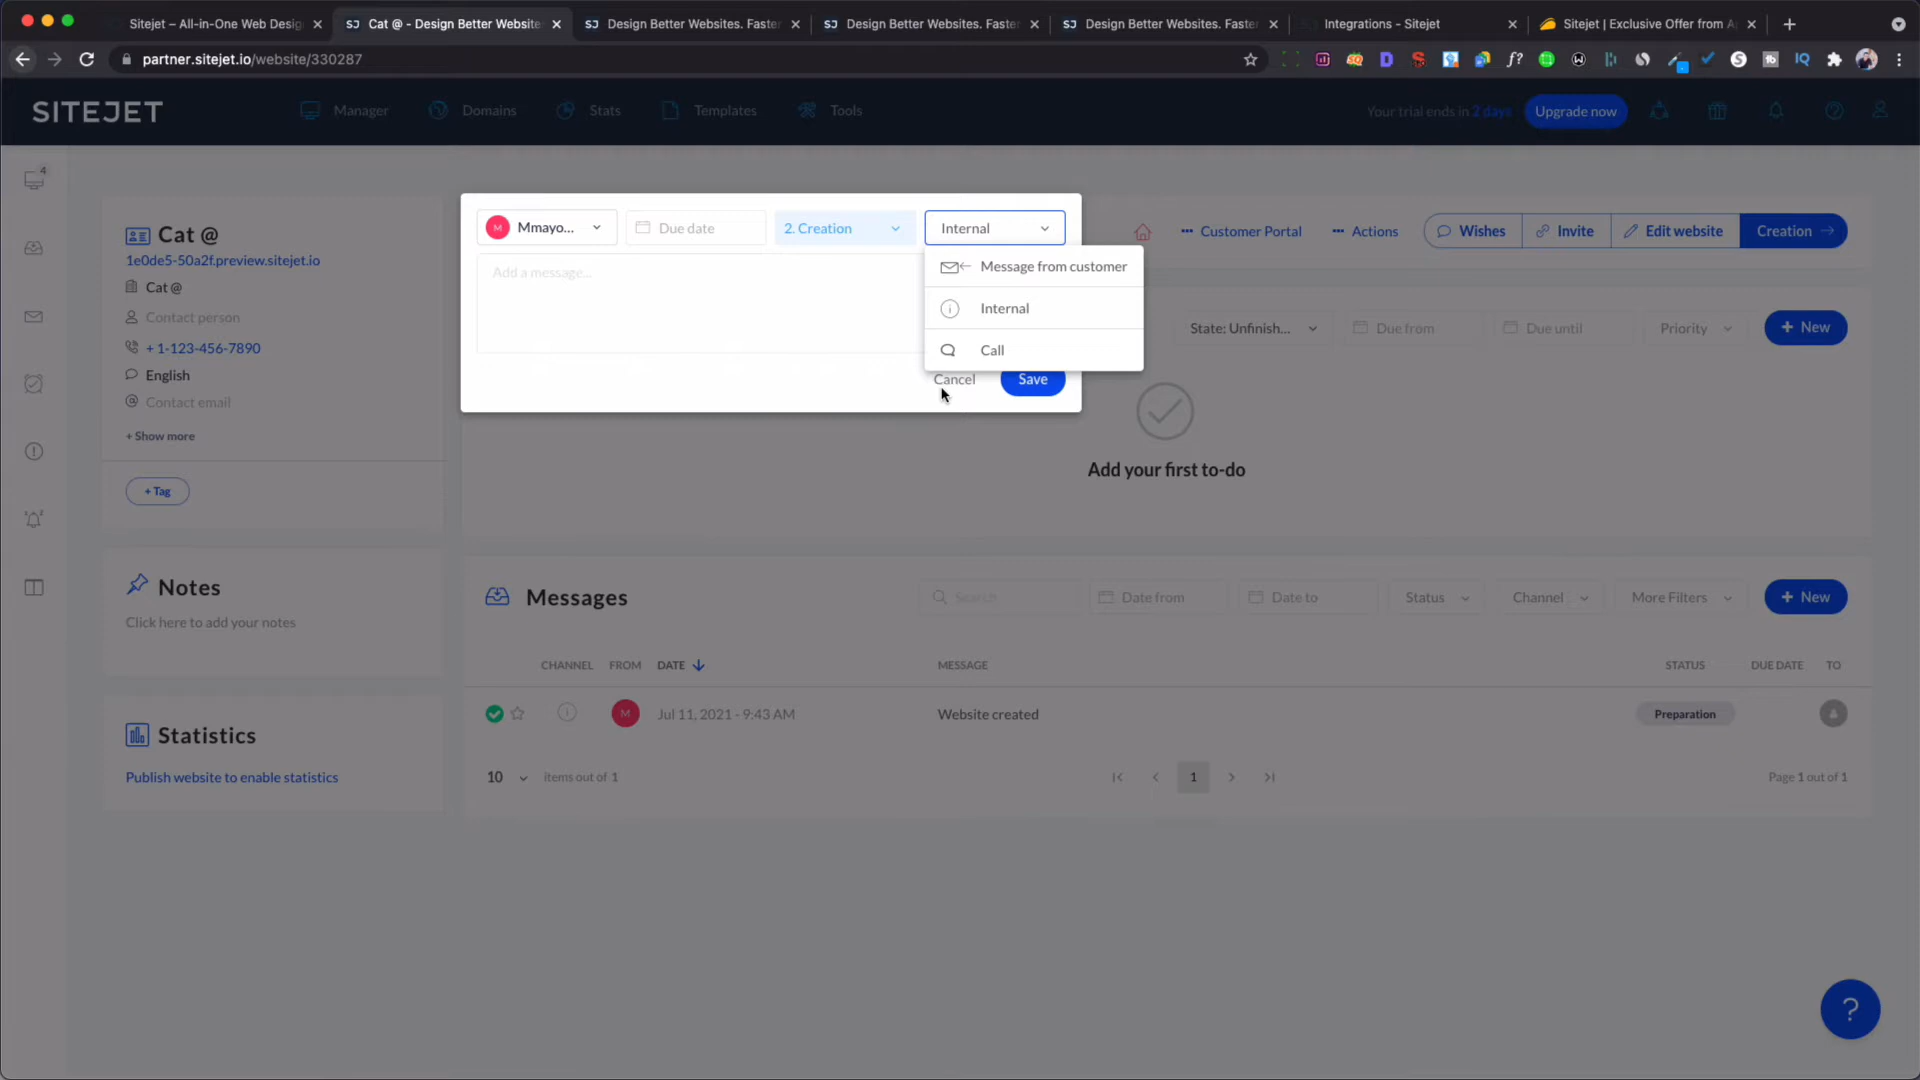 Sitejet – All-in-One Web Desig
Cat @ - Design Better Website
Design Better Websites. Faster
Design Better Websites. Faster
Design Better Websites. Faster
Integrations - Sitejet
Sitejet | Exclusive Offer from A
partner.sitejet.io/website/330287
SITEJET
Manager
Domains
Stats
Templates
Tools
Your trial ends in 2 days
Upgrade now
4
Cat @
1e0de5-50a2f.preview.sitejet.io
Cat @
Contact person
+ 1-123-456-7890
English
Contact email
+ Show more
+ Tag
M
Mmayo...
Due date
2. Creation
Internal
Add a message...
Message from customer
Internal
Call
Cancel
Save
Customer Portal
Actions
Wishes
Invite
Edit website
Creation
State: Unfinish...
Due from
Due until
Priority
+ New
Add your first to-do
Notes
Click here to add your notes
Statistics
Publish website to enable statistics
Messages
Search
Date from
Date to
Status
Channel
More Filters
+ New
CHANNEL
FROM
DATE
MESSAGE
STATUS
DUE DATE
TO
M
Jul 11, 2021 - 9:43 AM
Website created
Preparation
10
items out of 1
1
Page 1 out of 1
?